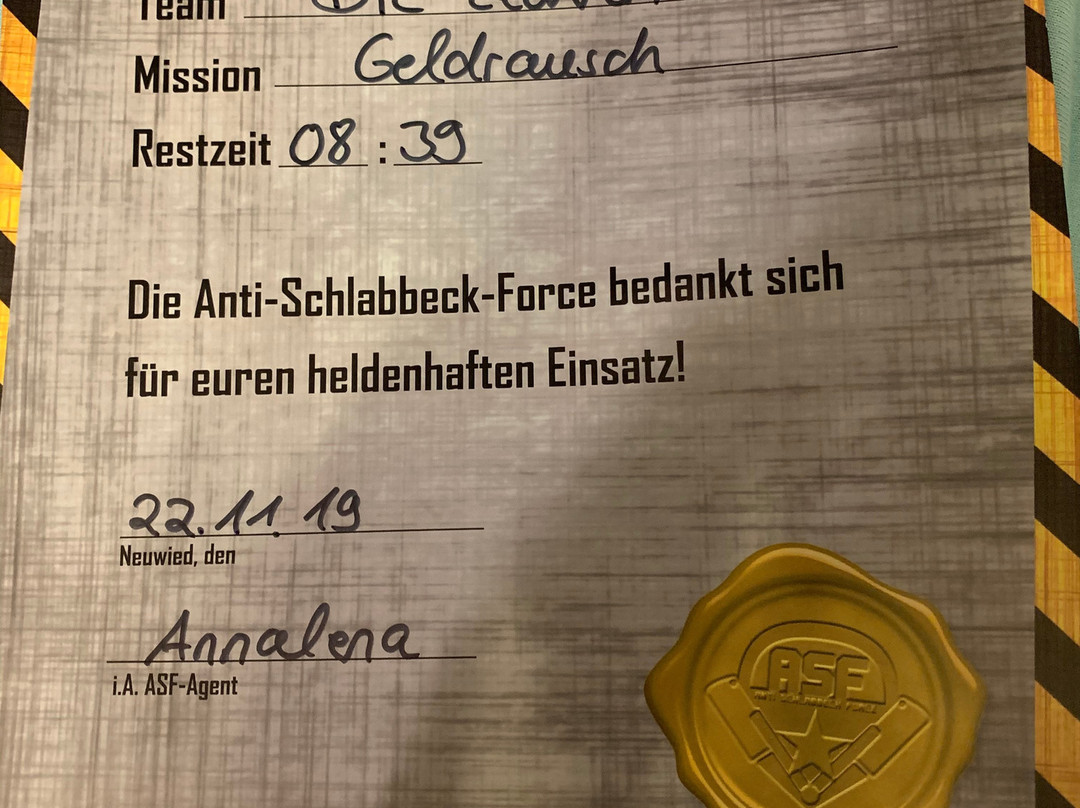 Team Die
Mission Geldrausch
Restzeit 08:39
Die Anti-Schlabbeck-Force bedankt sich
für euren heldenhaften Einsatz!
22.11.19
Neuwied, den
Annalena
i.A. ASF-Agent
ASF